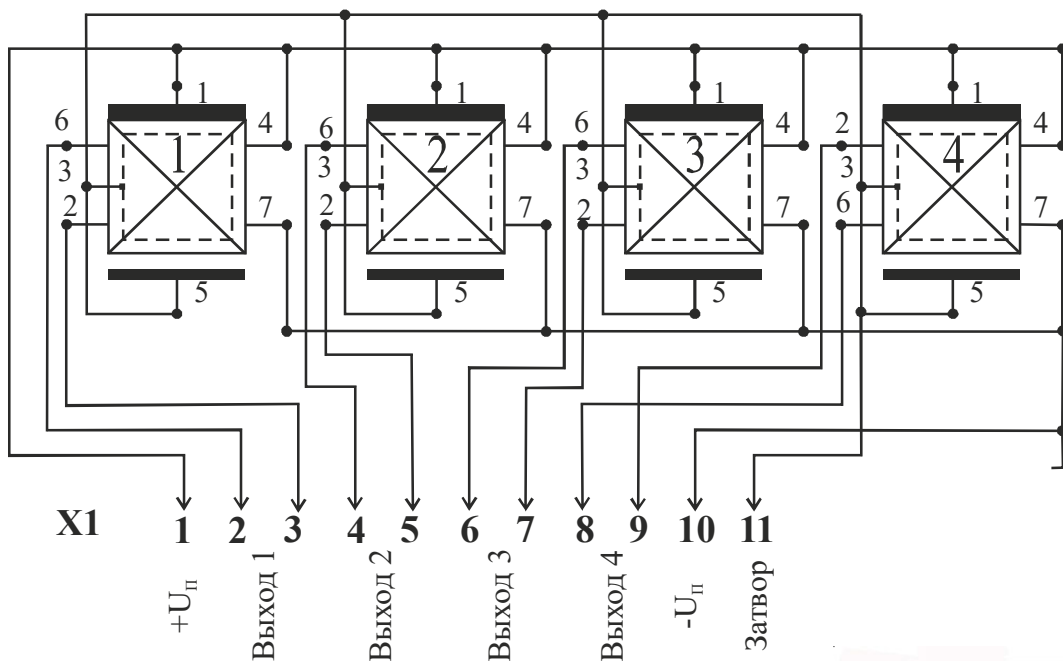 1 1 1 1
6 4 6 4 6 4 2 4
1 2 3 4
3 3 3 3
2 7 2 7 2 7 6 7
5 5 5 5
X1 1 2 3 4 5 6 7 8 9 10 11
+Uп
Выход 1
Выход 2
Выход 3
Выход 4
-Uп
Затвор